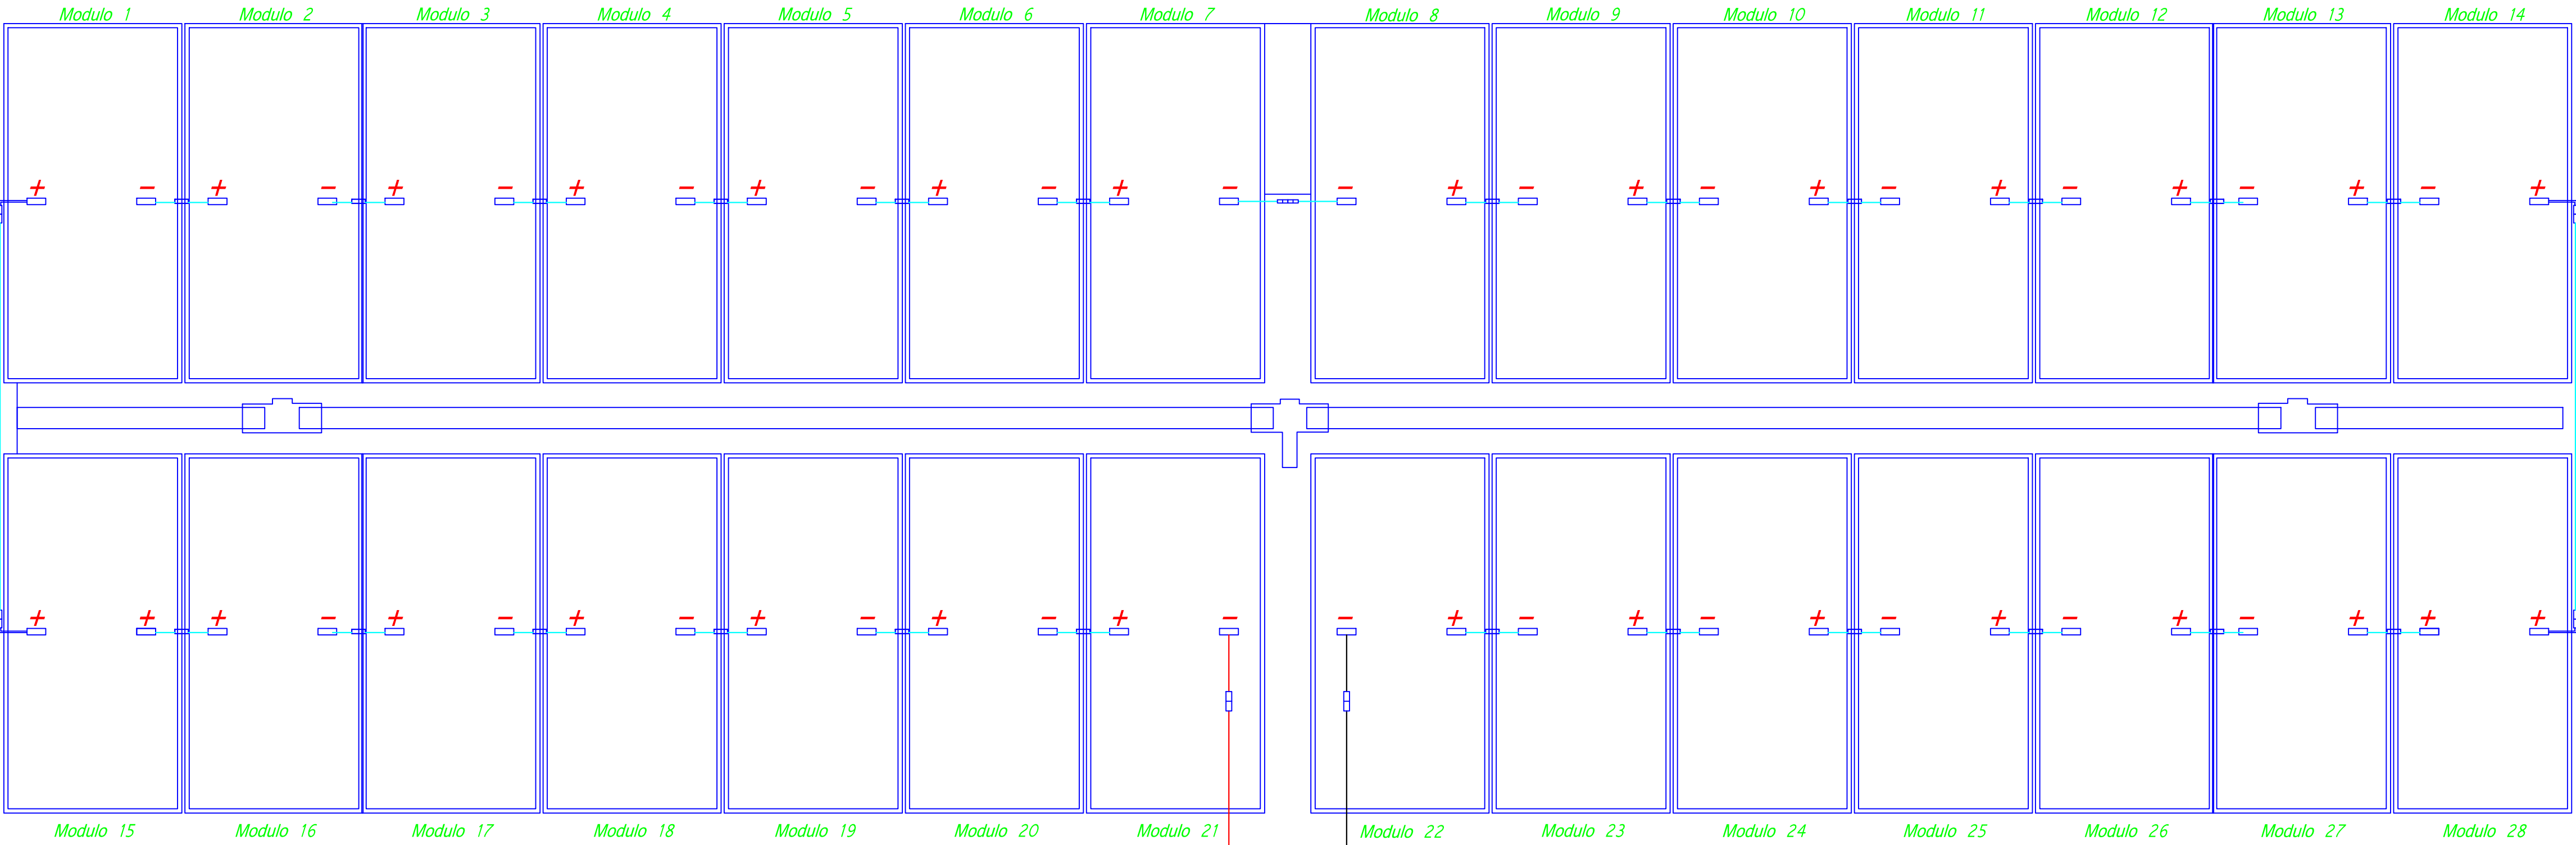 Modulo 1 Modulo 2 Modulo 3 Modulo 4 Modulo 5 Modulo 6 Modulo 7 Modulo 8 Modulo 9 Modulo 10 Modulo 11 Modulo 12 Modulo 13 Modulo 14
+ - + - + - + - + - + - + - - + - + - + - + - + - + - +
+ + + - + - + - + - + - + - - + - + - + - + - + - + + +
Modulo 15 Modulo 16 Modulo 17 Modulo 18 Modulo 19 Modulo 20 Modulo 21 Modulo 22 Modulo 23 Modulo 24 Modulo 25 Modulo 26 Modulo 27 Modulo 28